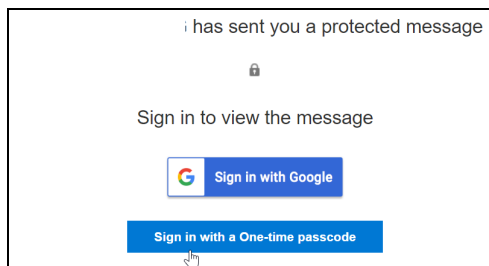 has sent you a protected message
Sign in to view the message
Sign in with Google
Sign in with a One-time passcode